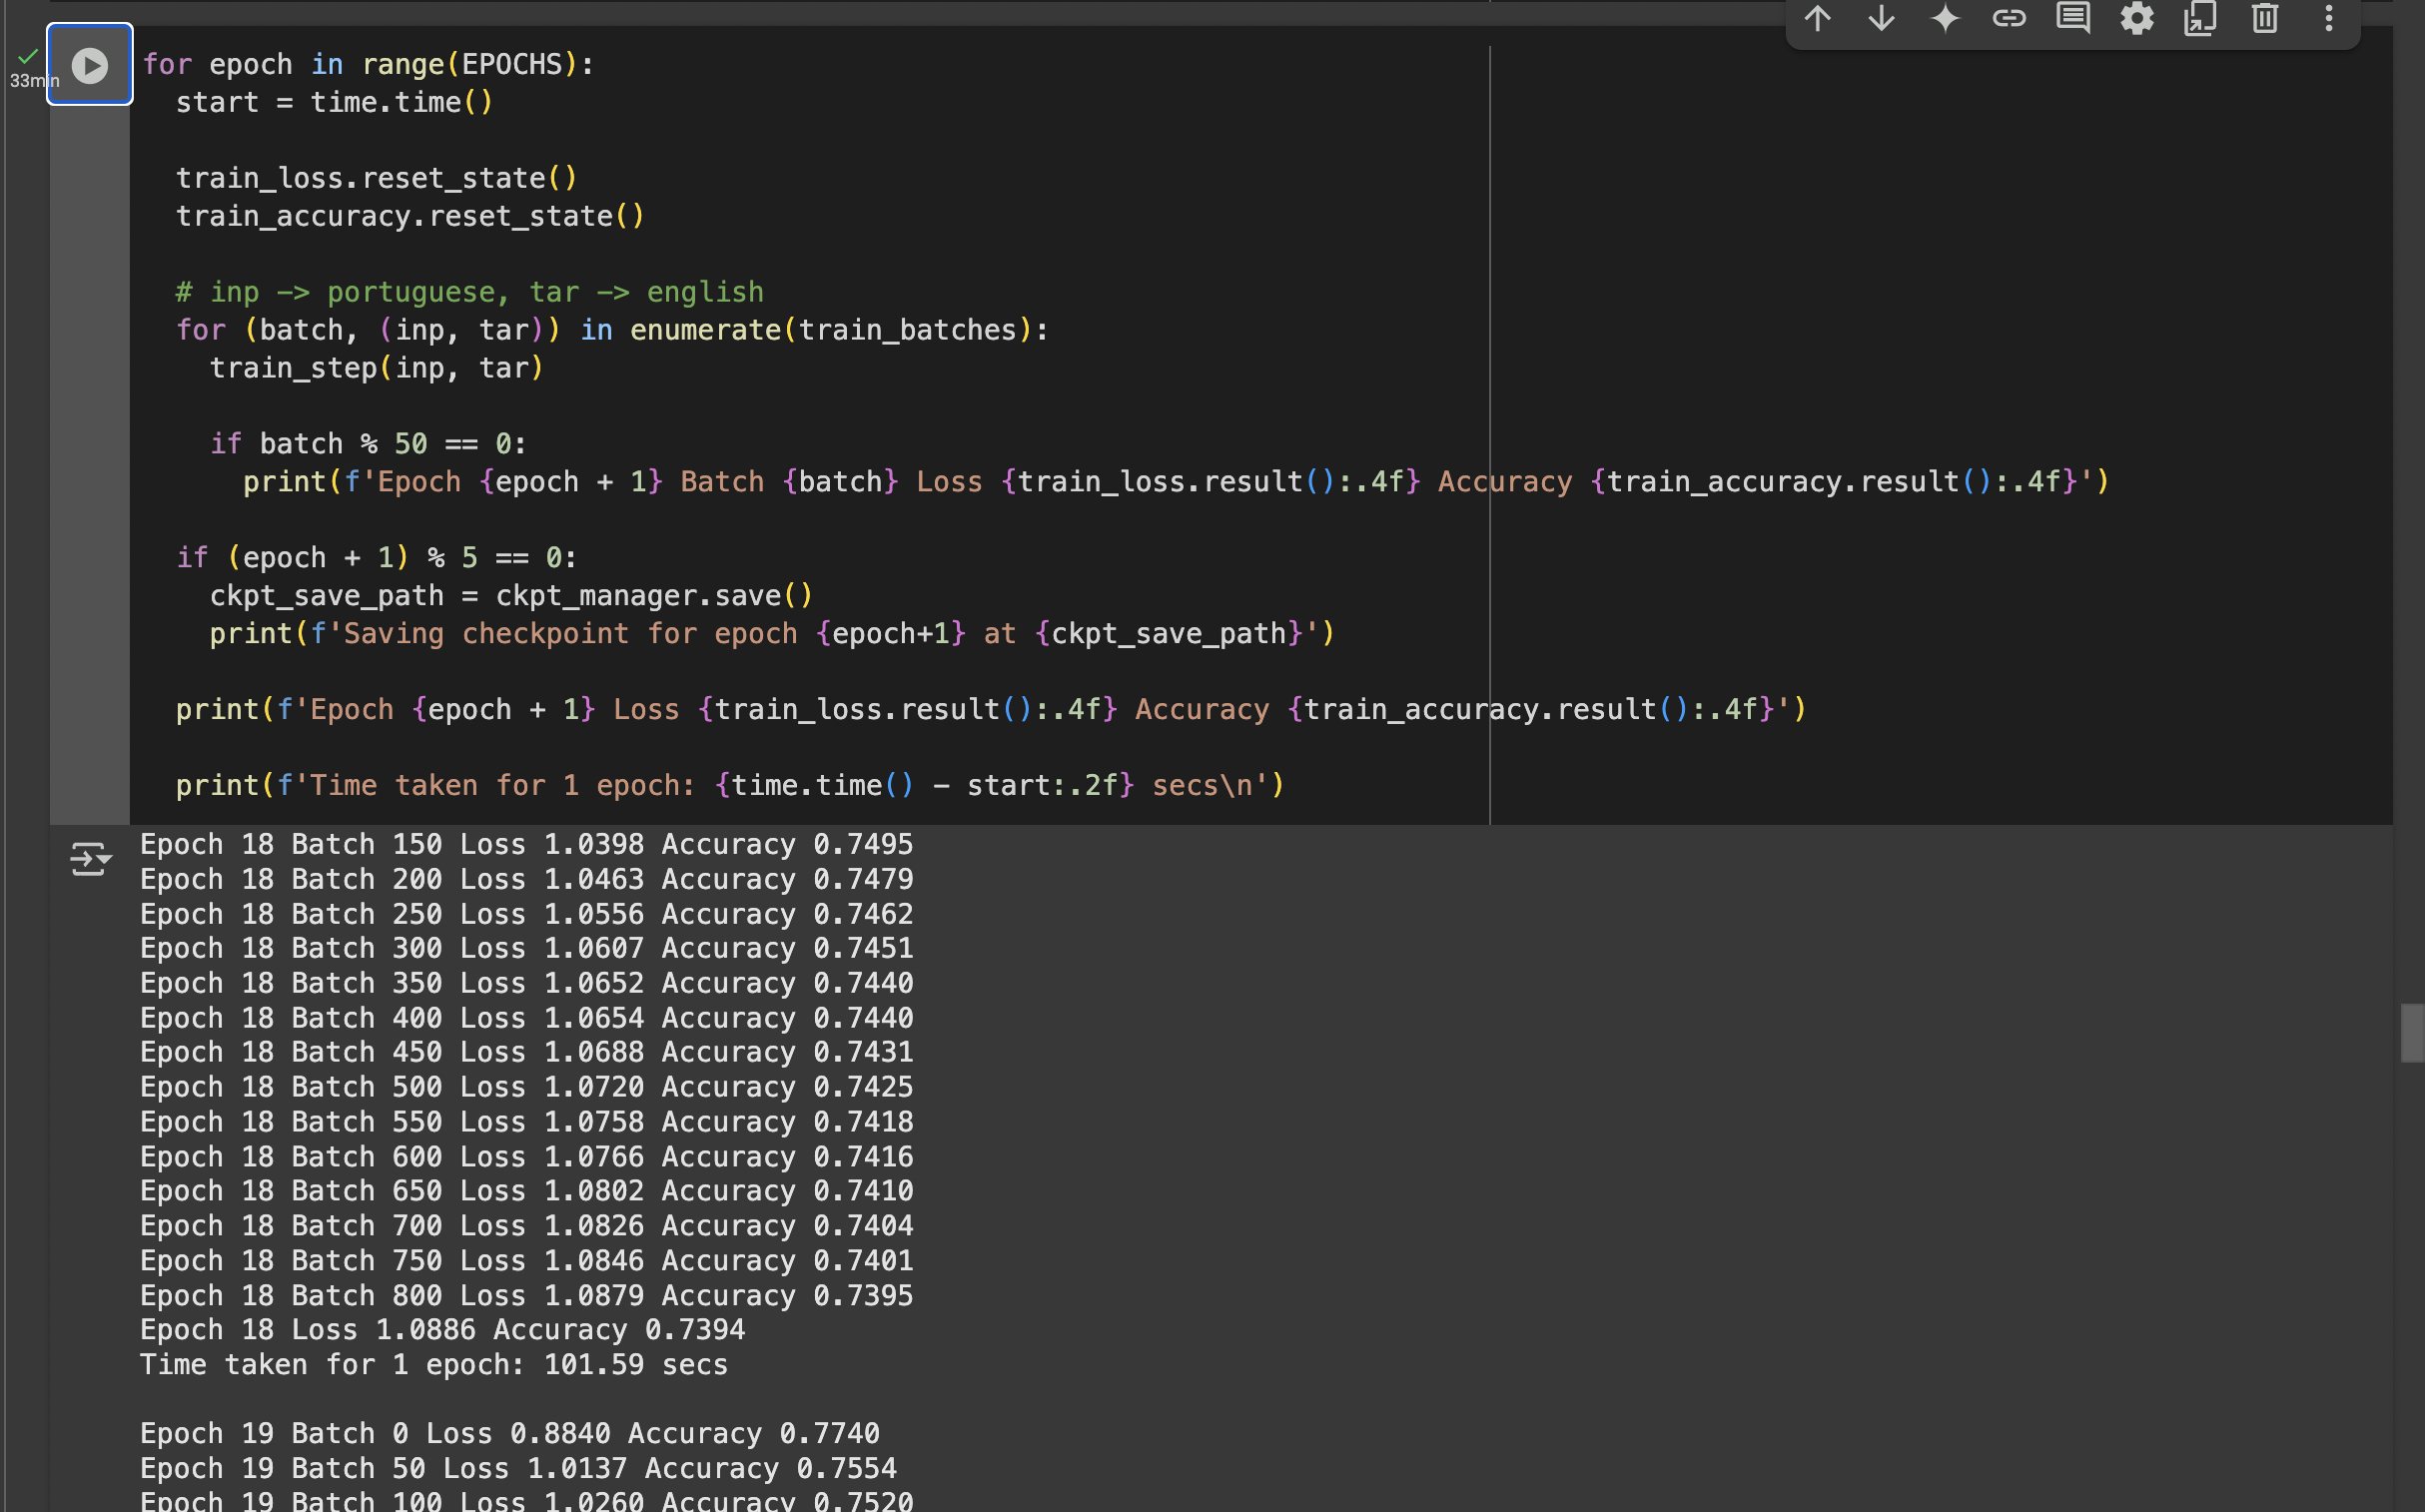 33min
for epoch in range(EPOCHS):
  start = time.time()

  train_loss.reset_state()
  train_accuracy.reset_state()

  # inp -> portuguese, tar -> english
  for (batch, (inp, tar)) in enumerate(train_batches):
    train_step(inp, tar)

    if batch % 50 == 0:
      print(f'Epoch {epoch + 1} Batch {batch} Loss {train_loss.result():.4f} Accuracy {train_accuracy.result():.4f}')

  if (epoch + 1) % 5 == 0:
    ckpt_save_path = ckpt_manager.save()
    print(f'Saving checkpoint for epoch {epoch+1} at {ckpt_save_path}')

  print(f'Epoch {epoch + 1} Loss {train_loss.result():.4f} Accuracy {train_accuracy.result():.4f}')

  print(f'Time taken for 1 epoch: {time.time() - start:.2f} secs\n')
Epoch 18 Batch 150 Loss 1.0398 Accuracy 0.7495
Epoch 18 Batch 200 Loss 1.0463 Accuracy 0.7479
Epoch 18 Batch 250 Loss 1.0556 Accuracy 0.7462
Epoch 18 Batch 300 Loss 1.0607 Accuracy 0.7451
Epoch 18 Batch 350 Loss 1.0652 Accuracy 0.7440
Epoch 18 Batch 400 Loss 1.0654 Accuracy 0.7440
Epoch 18 Batch 450 Loss 1.0688 Accuracy 0.7431
Epoch 18 Batch 500 Loss 1.0720 Accuracy 0.7425
Epoch 18 Batch 550 Loss 1.0758 Accuracy 0.7418
Epoch 18 Batch 600 Loss 1.0766 Accuracy 0.7416
Epoch 18 Batch 650 Loss 1.0802 Accuracy 0.7410
Epoch 18 Batch 700 Loss 1.0826 Accuracy 0.7404
Epoch 18 Batch 750 Loss 1.0846 Accuracy 0.7401
Epoch 18 Batch 800 Loss 1.0879 Accuracy 0.7395
Epoch 18 Loss 1.0886 Accuracy 0.7394
Time taken for 1 epoch: 101.59 secs

Epoch 19 Batch 0 Loss 0.8840 Accuracy 0.7740
Epoch 19 Batch 50 Loss 1.0137 Accuracy 0.7554
Epoch 19 Batch 100 Loss 1.0260 Accuracy 0.7520